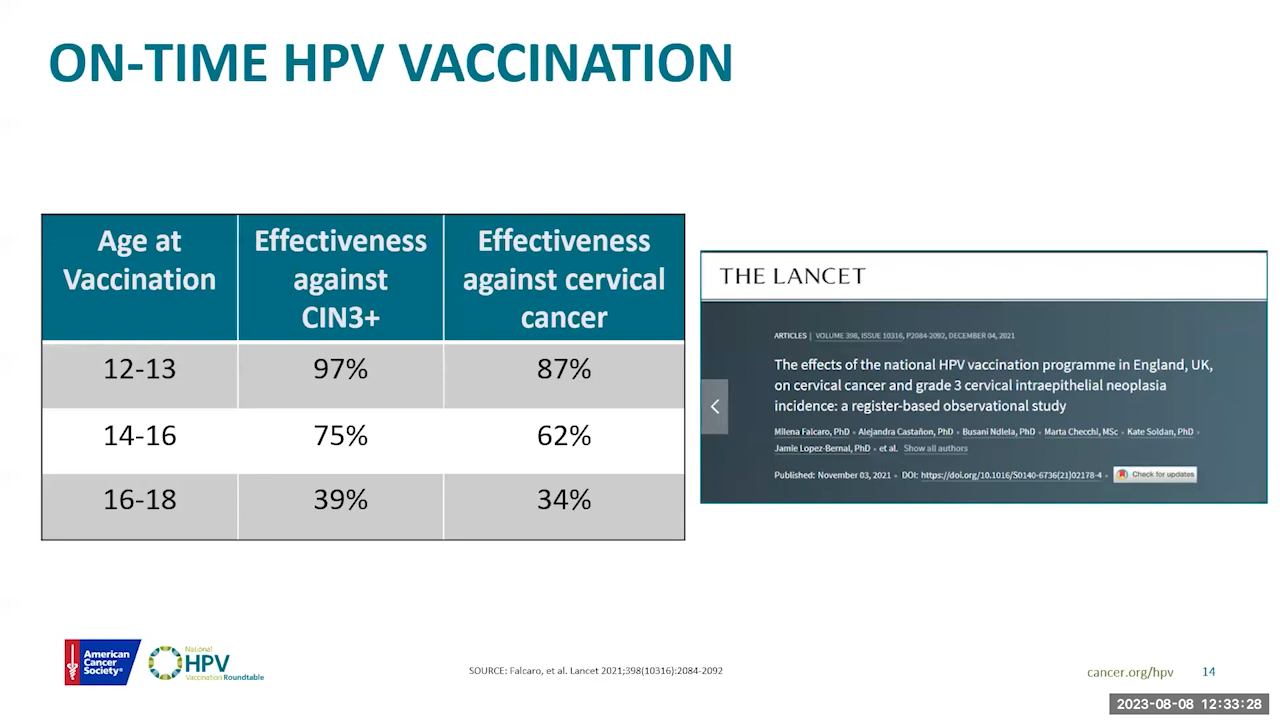 ON-TIME HPV VACCINATION
Age at
Vaccination
Effectiveness
against
CIN3+
Effectiveness
against cervical
cancer
12-13 97% 87%
14-16 75% 62%
16-18 39% 34%
THE LANCET
ARTICLES | VOLUME 398, ISSUE 10316, P2084-2092, DECEMBER 04, 2021
The effects of the national HPV vaccination programme in England, UK,
on cervical cancer and grade 3 cervical intraepithelial neoplasia
incidence: a register-based observational study
Milena Falcaro, PhD • Alejandra Castañon, PhD • Busani Ndlela, PhD • Marta Checchi, MSc • Kate Soldan, PhD •
Jamie Lopez-Bernal, PhD • et al. Show all authors
Published: November 03, 2021 • DOI: https://doi.org/10.1016/S0140-6736(21)02178-4 • Check for updates
American
Cancer
Society®
National
HPV
Vaccination Roundtable
SOURCE: Falcaro, et al. Lancet 2021;398(10316):2084-2092
cancer.org/hpv 14
2023-08-08 12:33:28